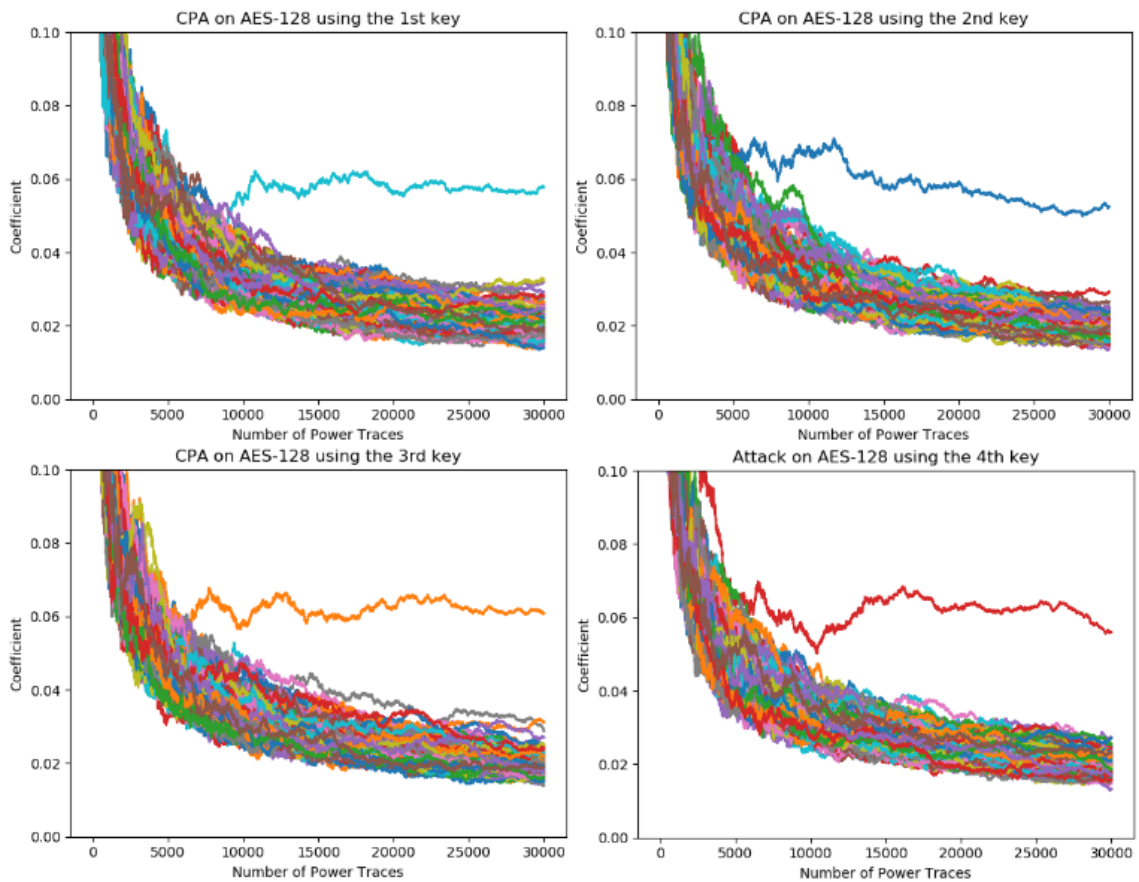 CPA on AES-128 using the 1st key
0.10
0.08
0.06
0.04
0.02
0.00
Coefficient
0 5000 10000 15000 20000 25000 30000
Number of Power Traces
CPA on AES-128 using the 2nd key
0.10
0.08
0.06
0.04
0.02
0.00
Coefficient
0 5000 10000 15000 20000 25000 30000
Number of Power Traces
CPA on AES-128 using the 3rd key
0.10
0.08
0.06
0.04
0.02
0.00
Coefficient
0 5000 10000 15000 20000 25000 30000
Number of Power Traces
Attack on AES-128 using the 4th key
0.10
0.08
0.06
0.04
0.02
0.00
Coefficient
0 5000 10000 15000 20000 25000 30000
Number of Power Traces